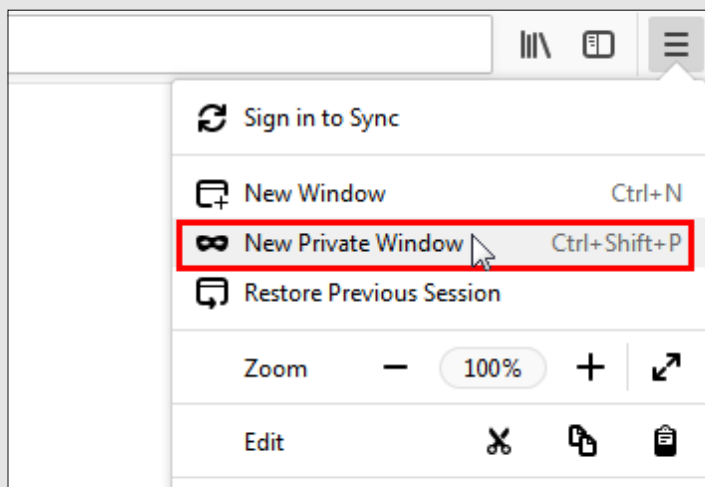 Sign in to Sync
New Window Ctrl+N
New Private Window Ctrl+Shift+P
Restore Previous Session
Zoom 100%
Edit